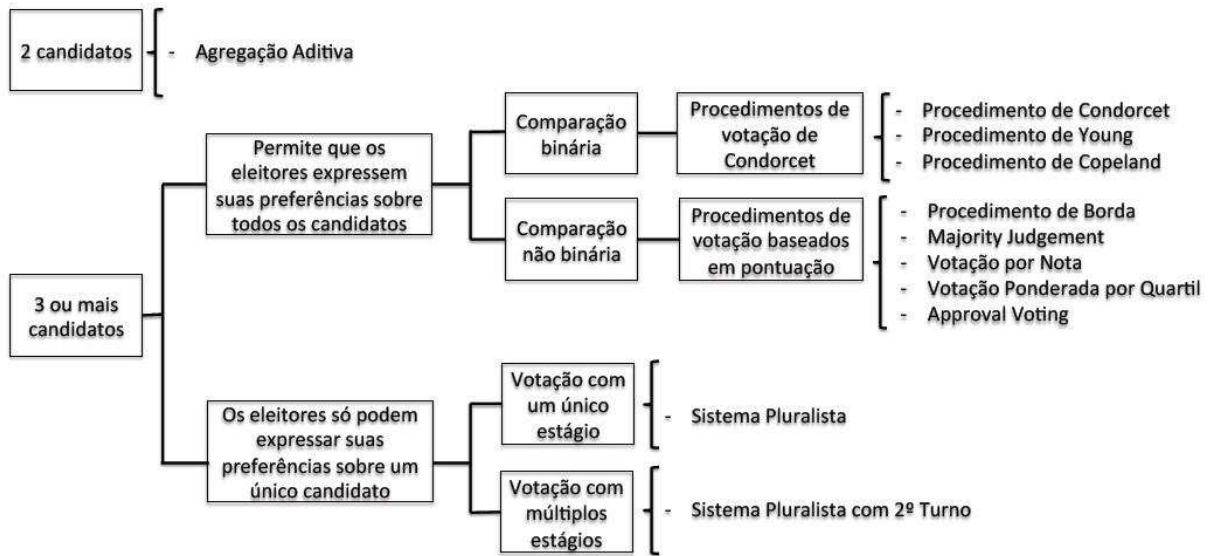 2 candidatos
- Agregação Aditiva
3 ou mais
candidatos
Permite que os
eleitores expressem
suas preferências sobre
todos os candidatos
Comparação
binária
Procedimentos de
votação de
Condorcet
- Procedimento de Condorcet
- Procedimento de Young
- Procedimento de Copeland
Comparação
não binária
Procedimentos de
votação baseados
em pontuação
- Procedimento de Borda
- Majority Judgement
- Votação por Nota
- Votação Ponderada por Quartil
- Approval Voting
Os eleitores só podem
expressar suas
preferências sobre um
único candidato
Votação com
um único
estágio
- Sistema Pluralista
Votação com
múltiplos
estágios
- Sistema Pluralista com 2º Turno